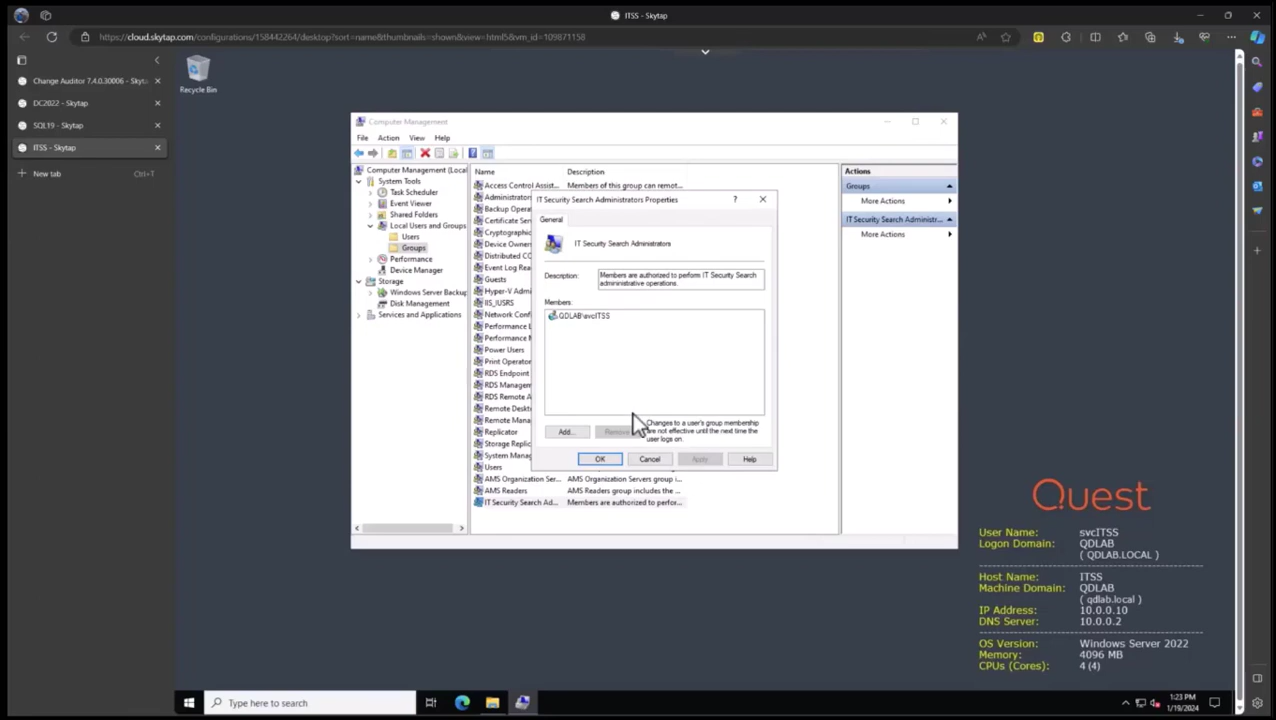 ITSS - Skytap
https://cloud.skytap.com/configurations/158442264/desktop?sort=name&thumbnails=shown&view=html5&vm_id=109871158
Change Auditor 7.4.0.30006 - Skyta
DC2022 - Skytap
SQL19 - Skytap
ITSS - Skytap
New tab
Ctrl+T
Recycle Bin
Computer Management
File Action View Help
Computer Management (Local
System Tools
Task Scheduler
Event Viewer
Shared Folders
Local Users and Groups
Users
Groups
Performance
Device Manager
Storage
Windows Server Backup
Disk Management
Services and Applications
Name Description
Access Control Assist... Members of this group can remot...
Administrators
Backup Oper
Certificate Ser
Cryptographic
Device Owners
Distributed CO
Event Log Rea
Guests
Hyper-V Admi
IIS_IUSRS
Network Conf
Performance
Performance
Power Users
Print Operator
RDS Endpoint
RDS Managem
RDS Remote A
Remote Deskt
Remote Mana
Replicator
Storage Replic
System Manag
Users
AMS Organization Ser... AMS Organization Servers group i...
AMS Readers AMS Readers group includes the ...
IT Security Search Ad... Members are authorized to perfor...
IT Security Search Administrators Properties
?
General
IT Security Search Administrators
Description: Members are authorized to perform IT Security Search
administrative operations.
Members:
QDLAB\svcITSS
Add... Remove
Changes to a user's group membership
are not effective until the next time the
user logs on.
OK Cancel Apply Help
Actions
Groups
More Actions
IT Security Search Administr...
More Actions
Quest
User Name: svcITSS
Logon Domain: QDLAB
( QDLAB.LOCAL )
Host Name: ITSS
Machine Domain: QDLAB
( qdlab.local )
IP Address: 10.0.0.10
DNS Server: 10.0.0.2
OS Version: Windows Server 2022
Memory: 4096 MB
CPUs (Cores): 4 (4)
Type here to search
1:23 PM
1/19/2024